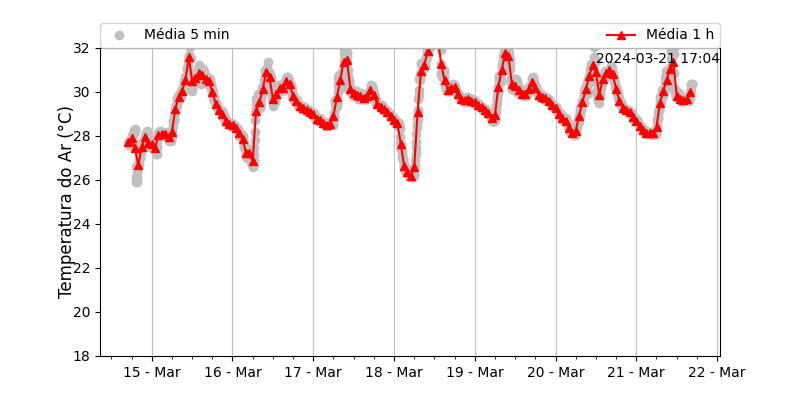 Média 5 min
Média 1 h
2024-03-21 17:04
Temperatura do Ar (°C)
32
30
28
26
24
22
20
18
15 - Mar
16 - Mar
17 - Mar
18 - Mar
19 - Mar
20 - Mar
21 - Mar
22 - Mar